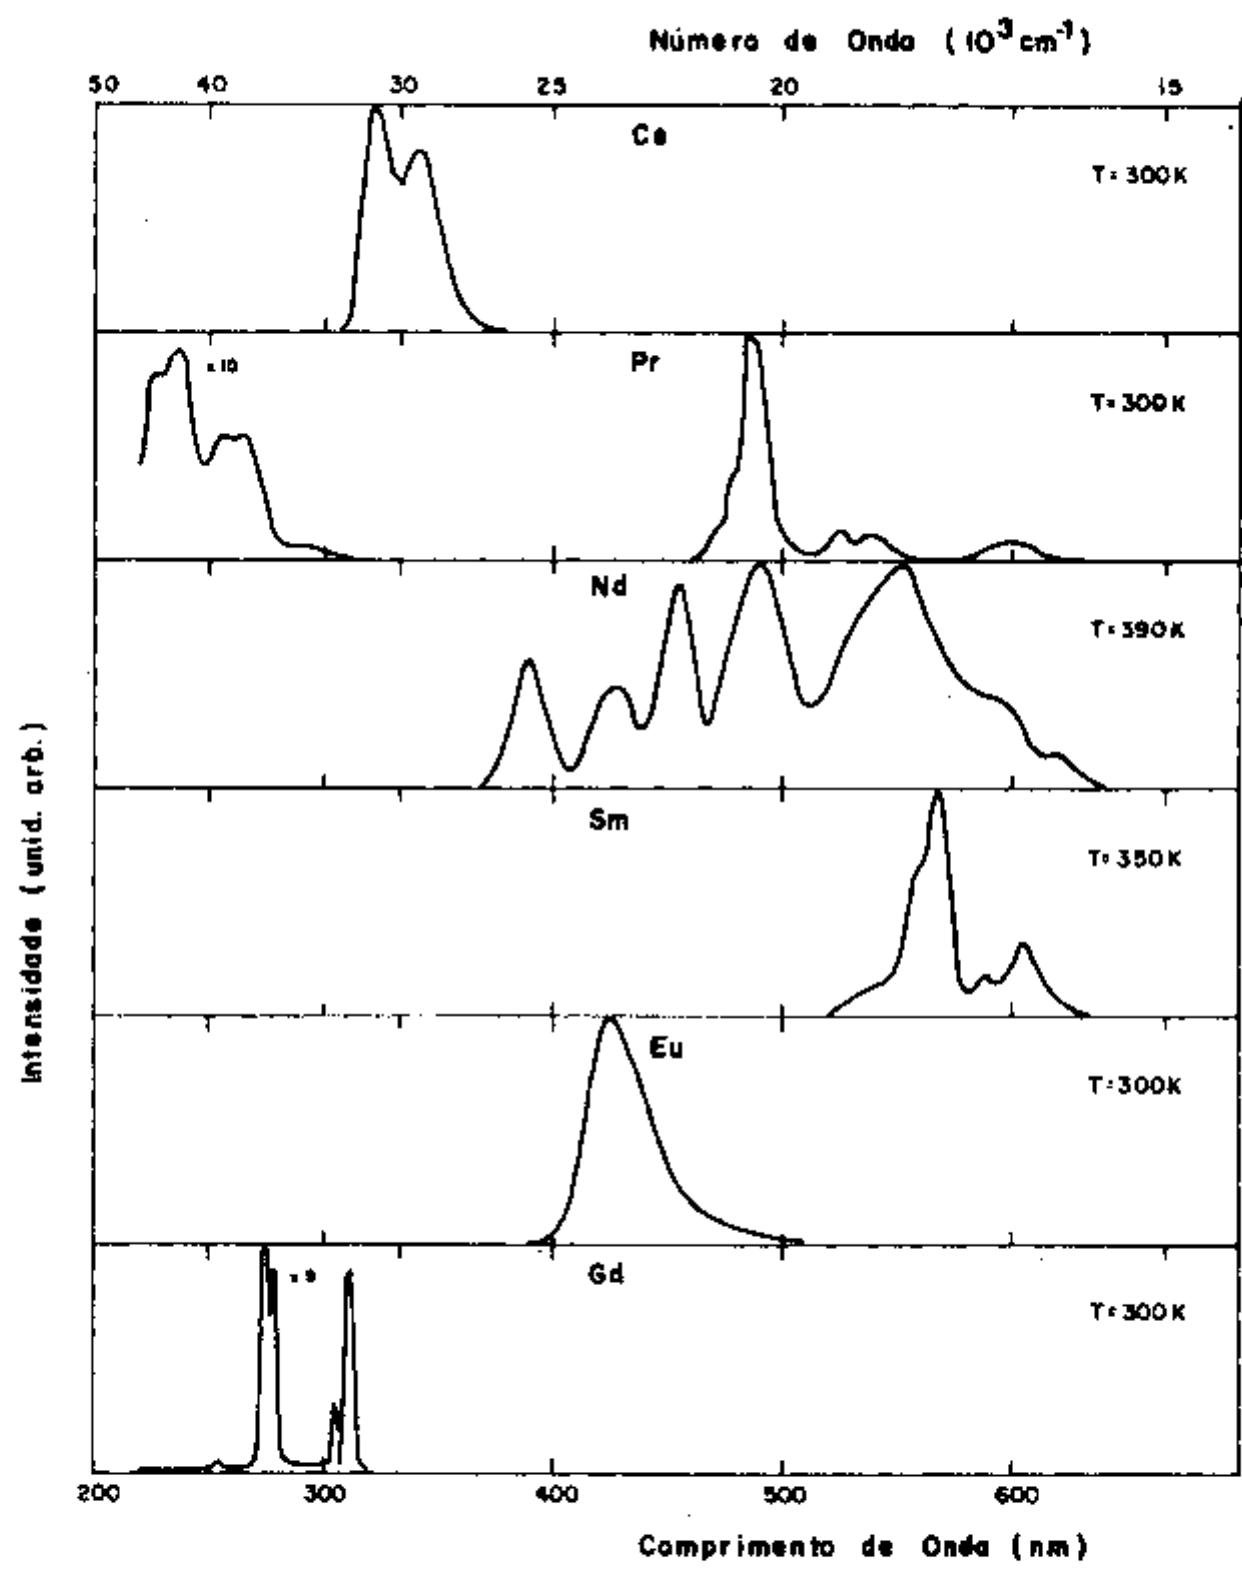 Número de Onda (10³ cm⁻¹)
50 40 30 25 20 15
Ce
T= 300K
x 10
Pr
T= 300K
Nd
T= 390K
Sm
T= 350K
Eu
T= 300K
Gd
T= 300K
Intensidade (unid. arb.)
200 300 400 500 600
Comprimento de Onda (nm)